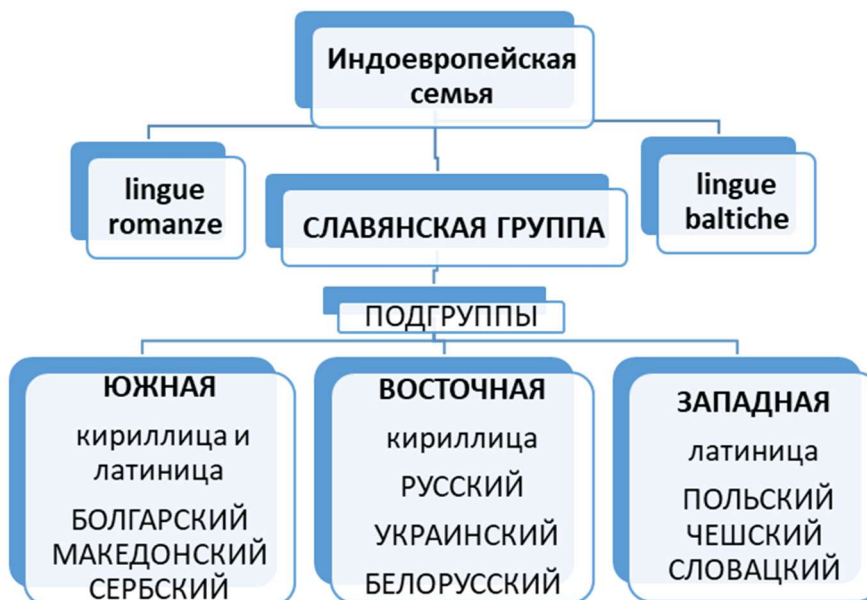 Индоевропейская
семья
lingue
romanze
СЛАВЯНСКАЯ ГРУППА
lingue
baltiche
ПОДГРУППЫ
ЮЖНАЯ
кириллица и
латиница
БОЛГАРСКИЙ
МАКЕДОНСКИЙ
СЕРБСКИЙ
ВОСТОЧНАЯ
кириллица
РУССКИЙ
УКРАИНСКИЙ
БЕЛОРУССКИЙ
ЗАПАДНАЯ
латиница
ПОЛЬСКИЙ
ЧЕШСКИЙ
СЛОВАЦКИЙ